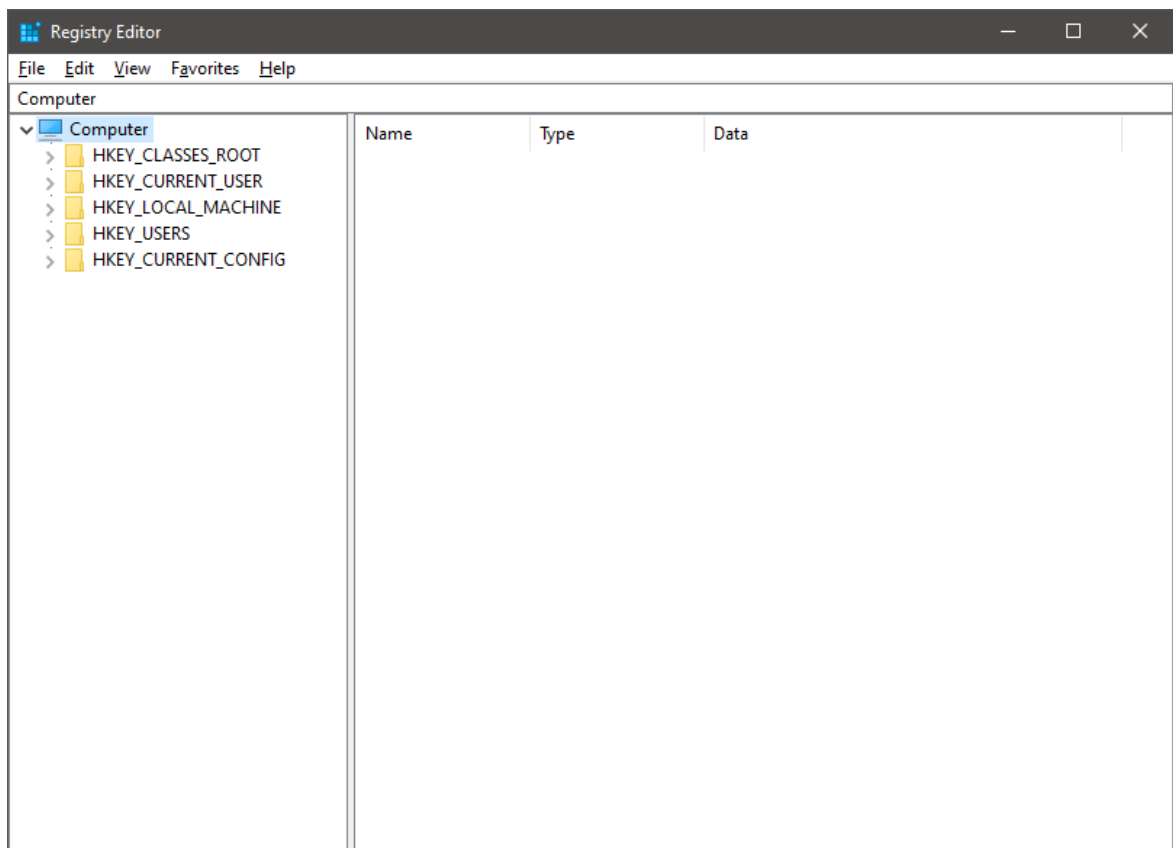 Registry Editor
File Edit View Favorites Help
Computer
Computer
HKEY_CLASSES_ROOT
HKEY_CURRENT_USER
HKEY_LOCAL_MACHINE
HKEY_USERS
HKEY_CURRENT_CONFIG
Name Type Data